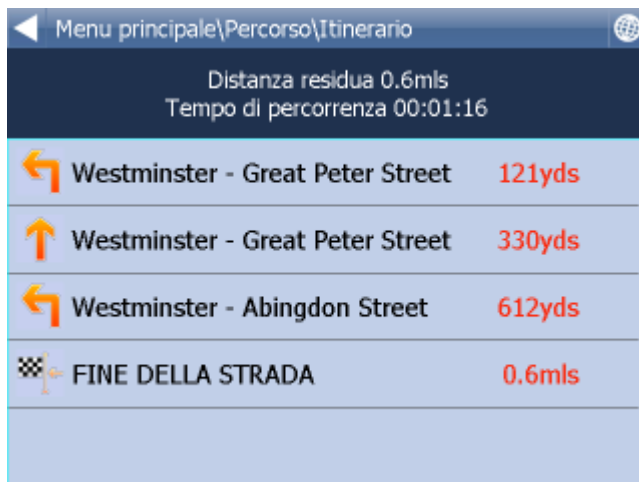 Menu principale\Percorso\Itinerario
Distanza residua 0.6mls
Tempo di percorrenza 00:01:16
Westminster - Great Peter Street 121yds
Westminster - Great Peter Street 330yds
Westminster - Abingdon Street 612yds
FINE DELLA STRADA 0.6mls